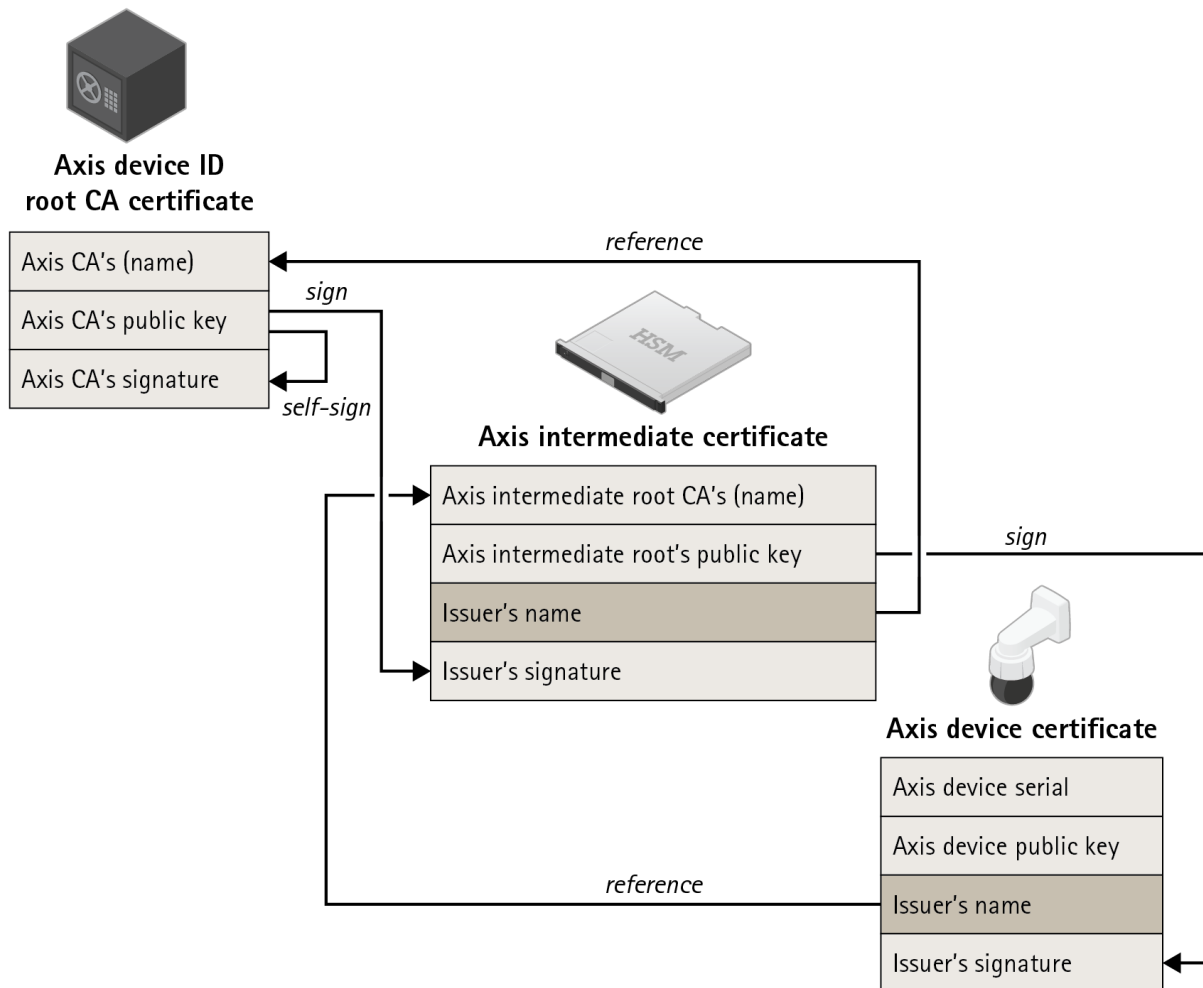 Axis device ID
root CA certificate
Axis CA's (name)
Axis CA's public key
Axis CA's signature
reference
sign
self-sign
HSM
Axis intermediate certificate
Axis intermediate root CA's (name)
Axis intermediate root's public key
Issuer's name
Issuer's signature
sign
Axis device certificate
Axis device serial
Axis device public key
Issuer's name
Issuer's signature
reference